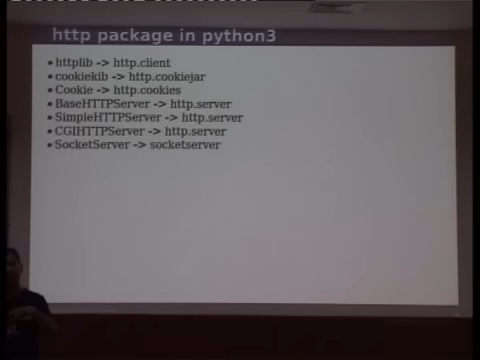 http package in python3
• httplib -> http.client
• cookiekib -> http.cookiejar
• Cookie -> http.cookies
• BaseHTTPServer -> http.server
• SimpleHTTPServer -> http.server
• CGIHTTPServer -> http.server
• SocketServer -> socketserver